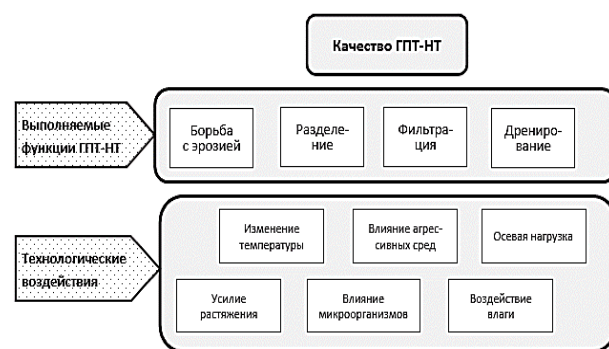 Качество ГПТ-НТ
Выполняемые
функции ГПТ-НТ
Борьба
с эрозией
Разделе-
ние
Фильтра-
ция
Дрениро-
вание
Технологические
воздействия
Изменение
температуры
Влияние агрес-
сивных сред
Осевая нагрузка
Усилие
растяжения
Влияние
микроорганизмов
Воздействие
влаги